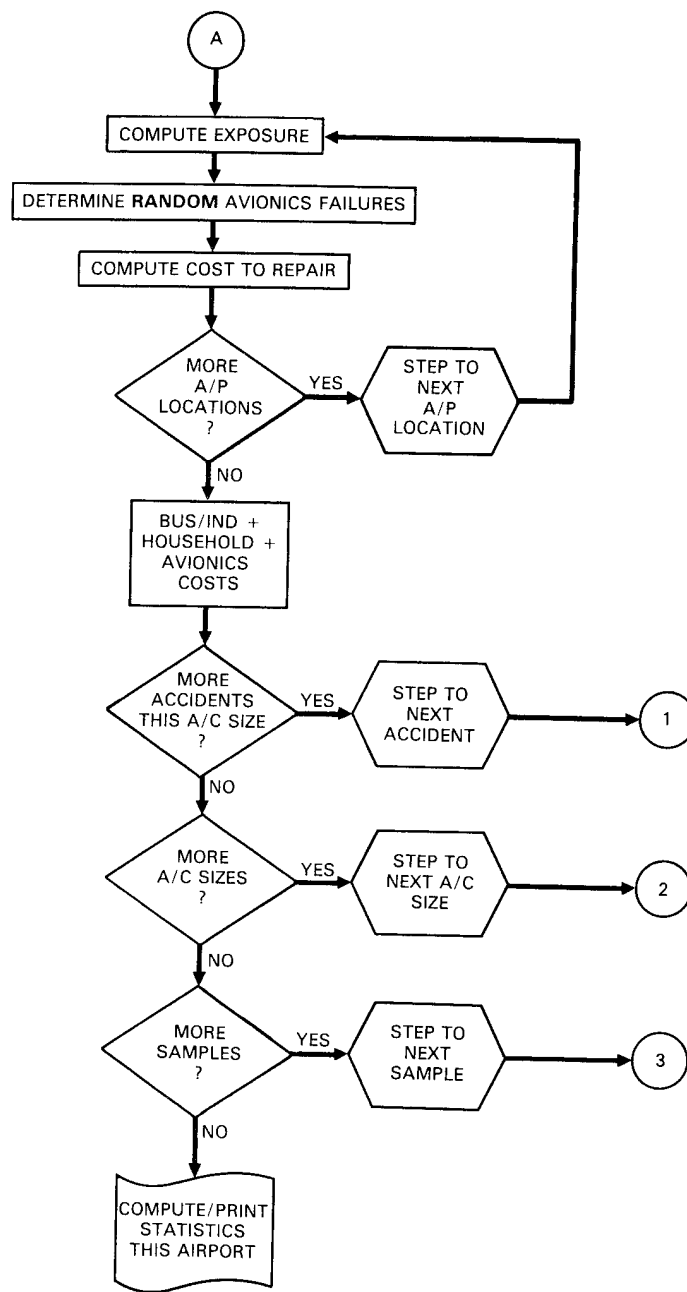 A
COMPUTE EXPOSURE
DETERMINE RANDOM AVIONICS FAILURES
COMPUTE COST TO REPAIR
MORE
A/P
LOCATIONS
?
YES
STEP TO
NEXT
A/P
LOCATION
NO
BUS/IND +
HOUSEHOLD +
AVIONICS
COSTS
MORE
ACCIDENTS
THIS A/C SIZE
?
YES
STEP TO
NEXT
ACCIDENT
1
NO
MORE
A/C SIZES
?
YES
STEP TO
NEXT A/C
SIZE
2
NO
MORE
SAMPLES
?
YES
STEP TO
NEXT
SAMPLE
3
NO
COMPUTE/PRINT
STATISTICS
THIS AIRPORT